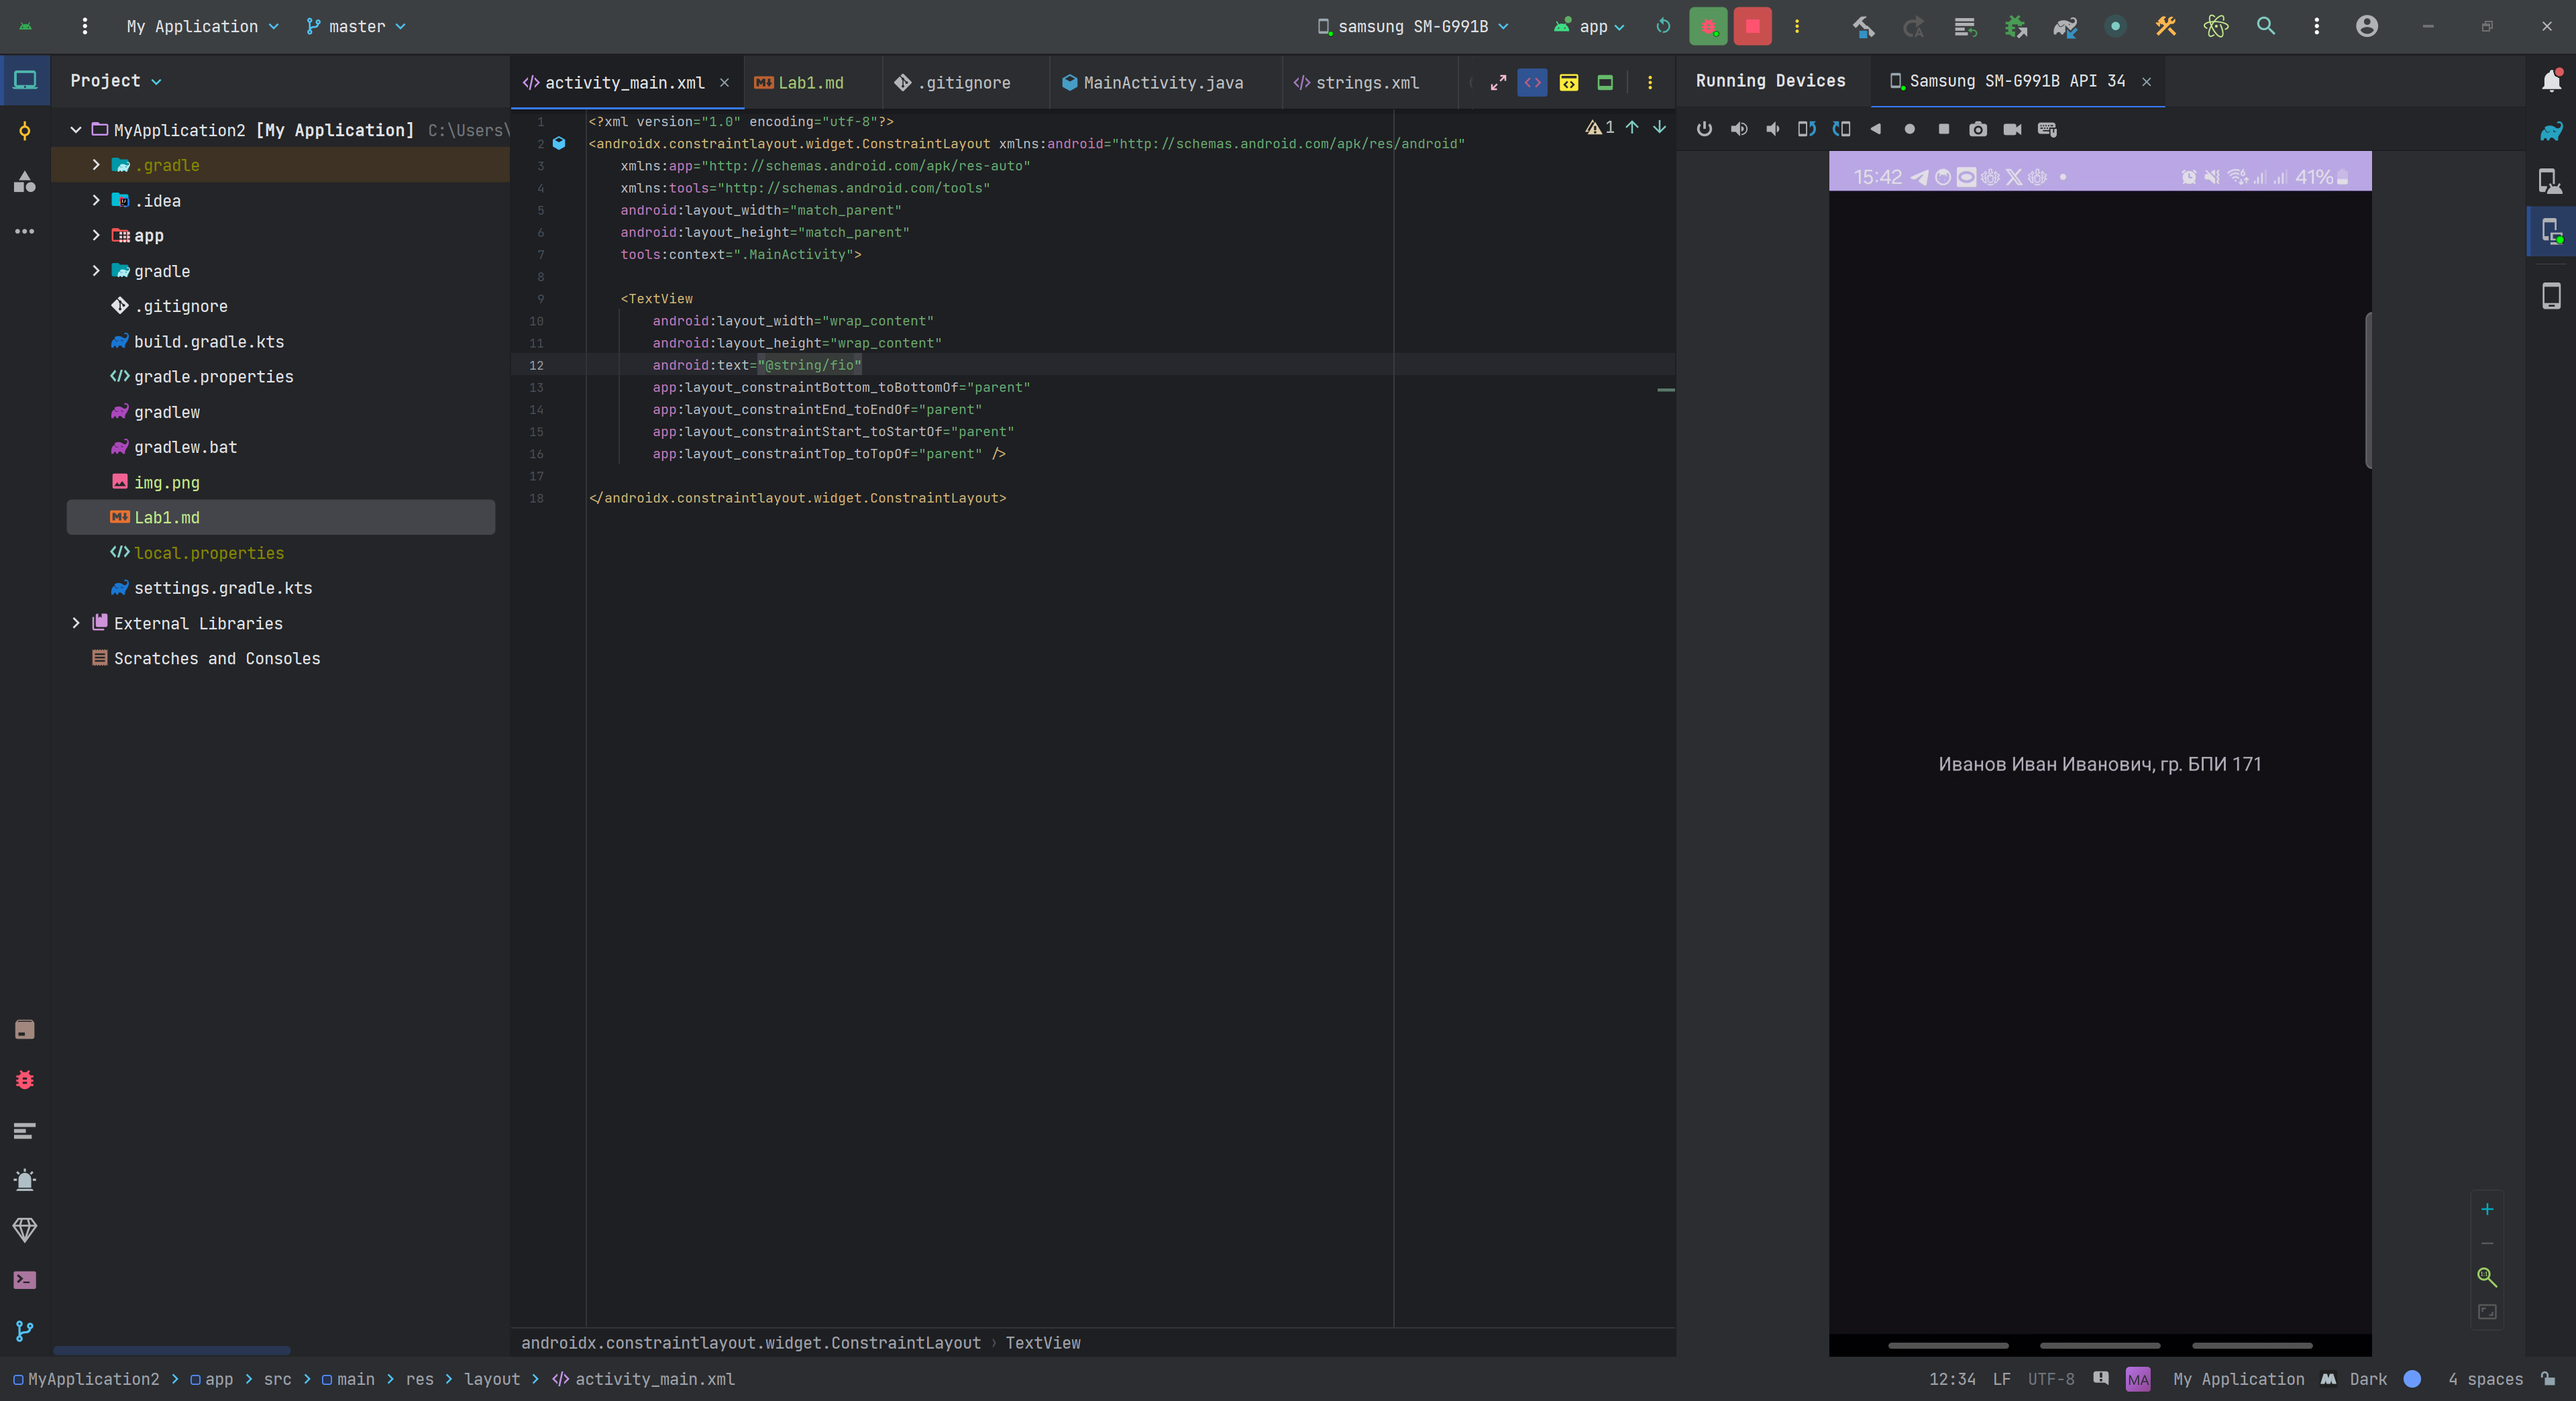 My Application
master
samsung SM-G991B
app
Project
activity_main.xml
Lab1.md
.gitignore
MainActivity.java
strings.xml
Running Devices
Samsung SM-G991B API 34
MyApplication2 [My Application] C:\Users\
.gradle
.idea
app
gradle
.gitignore
build.gradle.kts
gradle.properties
gradlew
gradlew.bat
img.png
Lab1.md
local.properties
settings.gradle.kts
External Libraries
Scratches and Consoles
1 <?xml version="1.0" encoding="utf-8"?>
2 <androidx.constraintlayout.widget.ConstraintLayout xmlns:android="http://schemas.android.com/apk/res/android"
3 xmlns:app="http://schemas.android.com/apk/res-auto"
4 xmlns:tools="http://schemas.android.com/tools"
5 android:layout_width="match_parent"
6 android:layout_height="match_parent"
7 tools:context=".MainActivity">
8
9 <TextView
10 android:layout_width="wrap_content"
11 android:layout_height="wrap_content"
12 android:text="@string/fio"
13 app:layout_constraintBottom_toBottomOf="parent"
14 app:layout_constraintEnd_toEndOf="parent"
15 app:layout_constraintStart_toStartOf="parent"
16 app:layout_constraintTop_toTopOf="parent" />
17
18 </androidx.constraintlayout.widget.ConstraintLayout>
1
15:42
41%
Иванов Иван Иванович, гр. БПИ 171
androidx.constraintlayout.widget.ConstraintLayout › TextView
MyApplication2 > app > src > main > res > layout > activity_main.xml
12:34 LF UTF-8 MA My Application Dark 4 spaces